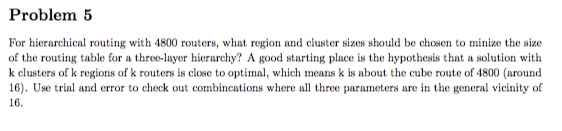 Problem 5
For hierarchical routing with 4800 routers, what region and cluster sizes should be chosen to minize the size
of the routing table for a three-layer hierarchy? A good starting place is the hypothesis that a solution with
k clusters of k regions of k routers is close to optimal, which means k is about the cube route of 4800 (around
16). Use trial and error to check out combincations where all three parameters are in the general vicinity of
16.